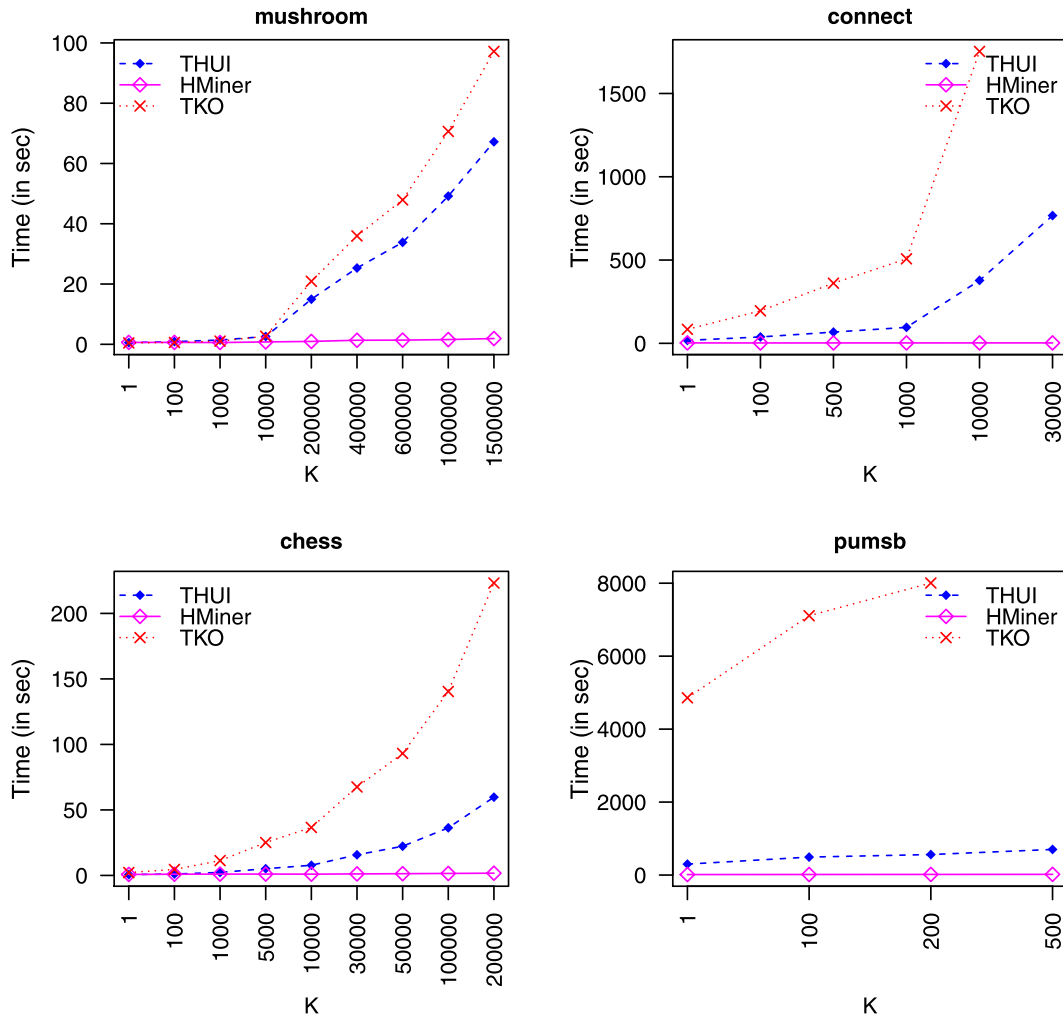 mushroom
THUI
HMiner
TKO
Time (in sec)
100
80
60
40
20
0
1
100
1000
10000
200000
400000
600000
1000000
1500000
K
connect
THUI
HMiner
TKO
Time (in sec)
1500
1000
500
0
1
100
500
1000
10000
30000
K
chess
THUI
HMiner
TKO
Time (in sec)
200
150
100
50
0
1
100
1000
5000
10000
30000
50000
100000
200000
K
pumsb
THUI
HMiner
TKO
Time (in sec)
8000
6000
4000
2000
0
1
100
200
500
K